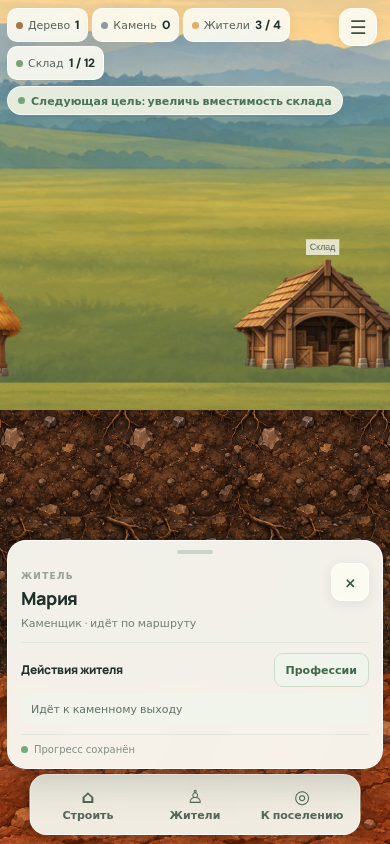 Дерево 1
Камень 0
Жители 3 / 4
Склад 1 / 12
Следующая цель: увеличь вместимость склада
Склад
ЖИТЕЛЬ
Мария
Каменщик · идёт по маршруту
Действия жителя
Профессии
Идёт к каменному выходу
Прогресс сохранён
Строить
Жители
К поселению